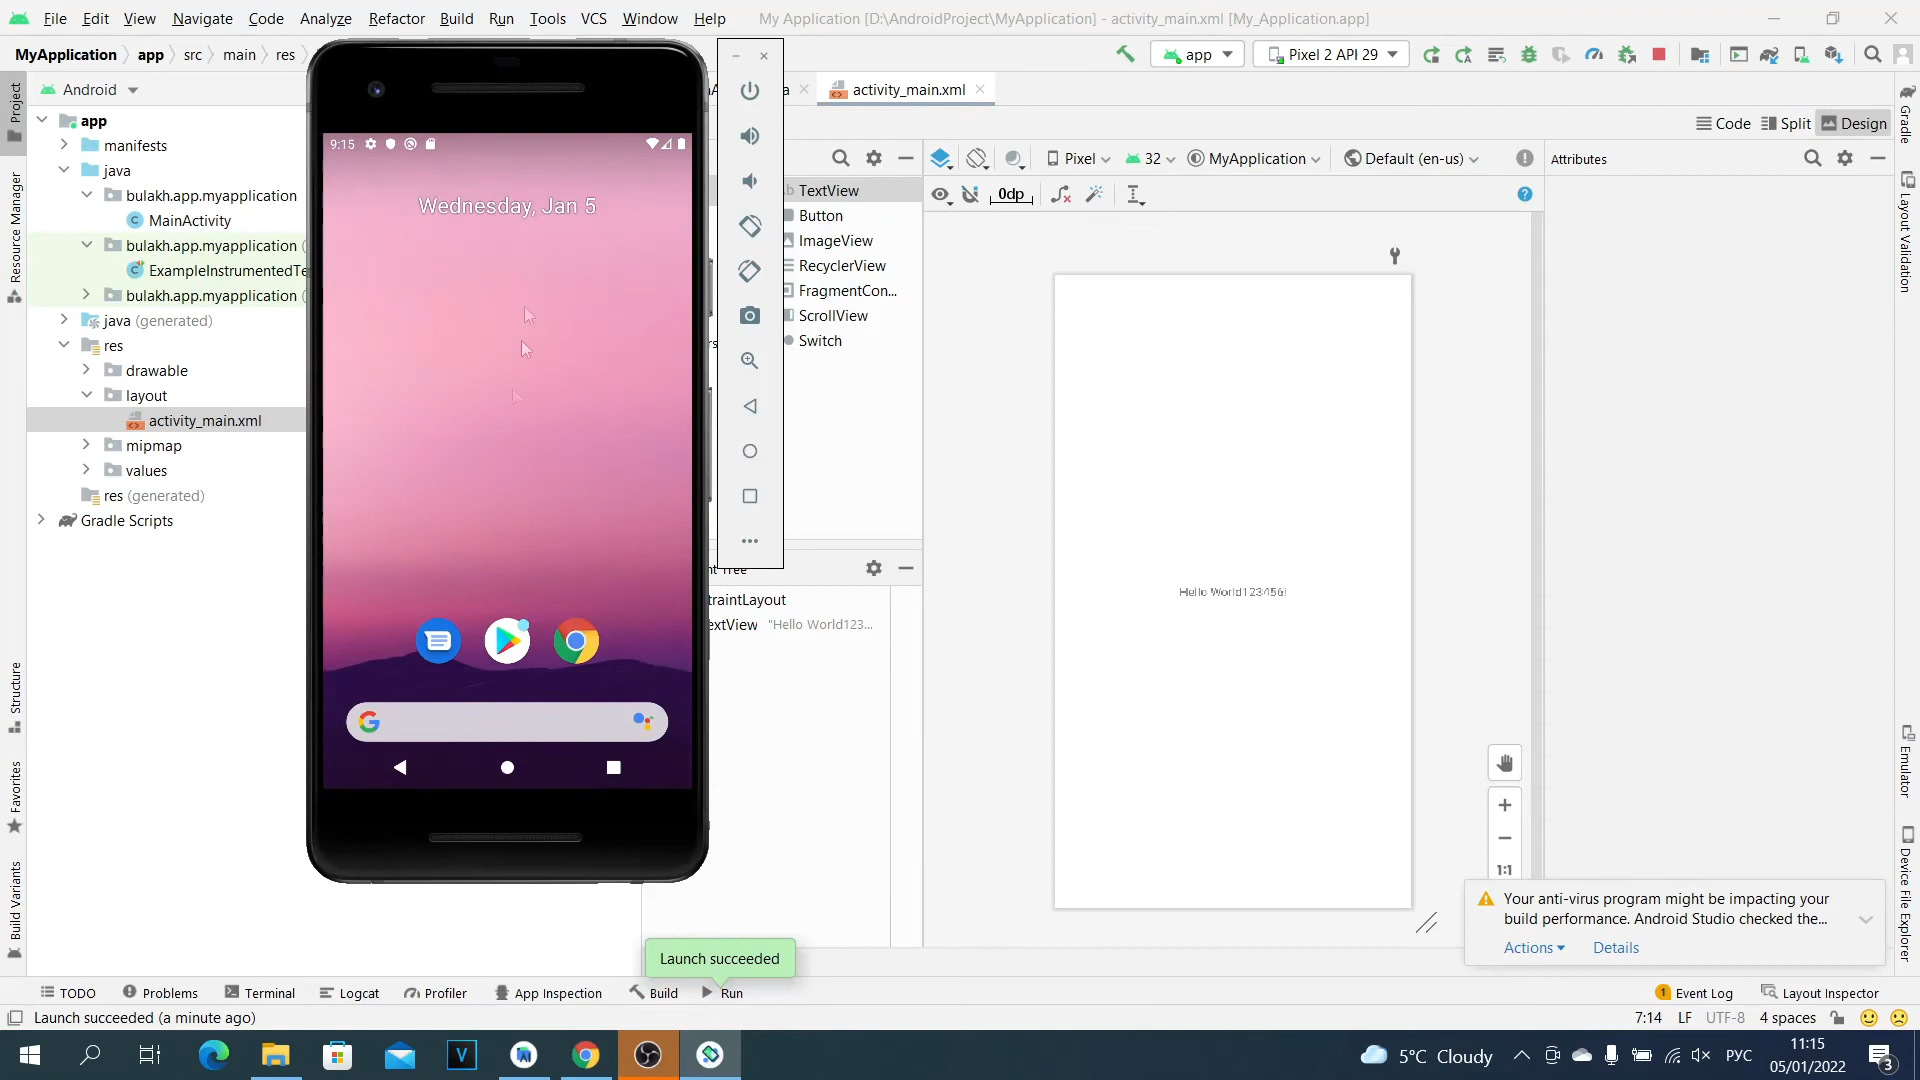 File Edit View Navigate Code Analyze Refactor Build Run Tools VCS Window Help My Application [D:\AndroidProject\MyApplication] - activity_main.xml [My_Application.app]
MyApplication app src main res
app Pixel 2 API 29
Android
activity_main.xml
Code Split Design
app
manifests
java
bulakh.app.myapplication
MainActivity
bulakh.app.myapplication
ExampleInstrumentedTe
bulakh.app.myapplication
java (generated)
res
drawable
layout
activity_main.xml
mipmap
values
res (generated)
Gradle Scripts
Project
Resource Manager
Structure
Favorites
Build Variants
9:15
Wednesday, Jan 5
Ab TextView
Button
ImageView
RecyclerView
FragmentCon...
ScrollView
Switch
traintLayout
extView "Hello World123...
Pixel 32 MyApplication Default (en-us)
0dp
Attributes
Hello World123456!
1:1
Gradle
Layout Validation
Emulator
Device File Explorer
Your anti-virus program might be impacting your
build performance. Android Studio checked the...
Actions Details
Launch succeeded
TODO Problems Terminal Logcat Profiler App Inspection Build Run
1 Event Log Layout Inspector
Launch succeeded (a minute ago)
7:14 LF UTF-8 4 spaces
V
5°C Cloudy
РУС
11:15
05/01/2022
3